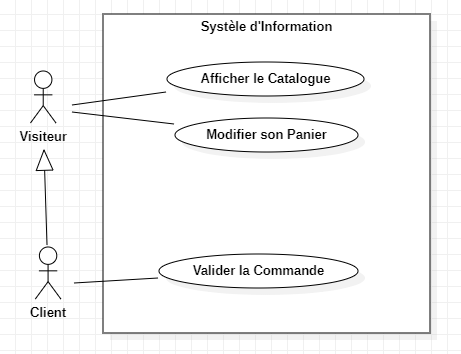 Systèle d'Information
Afficher le Catalogue
Visiteur
Modifier son Panier
Valider la Commande
Client